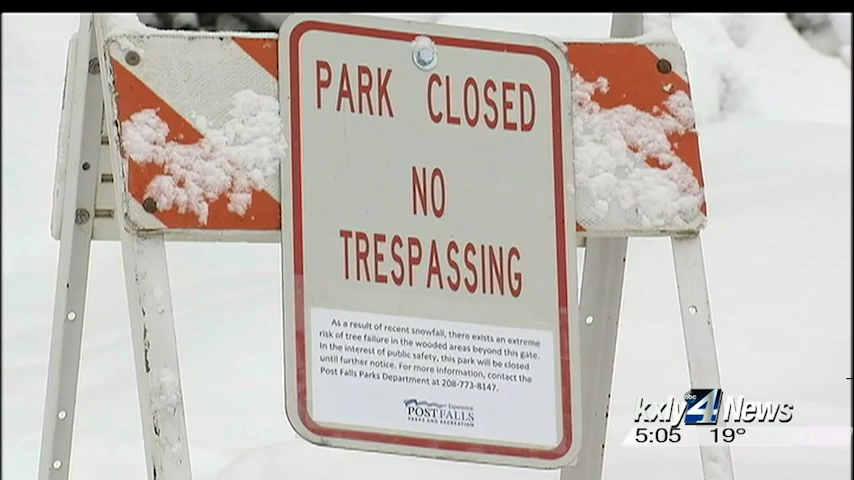 PARK CLOSED
NO
TRESPASSING
As a result of recent snowfall, there exists an extreme
risk of tree failure in the wooded areas beyond this gate.
In the interest of public safety, this park will be closed
until further notice. For more information, contact the
Post Falls Parks Department at 208-773-8147.
Experience
POST FALLS
PARKS AND RECREATION
kxly abc 4 News
5:05 19°